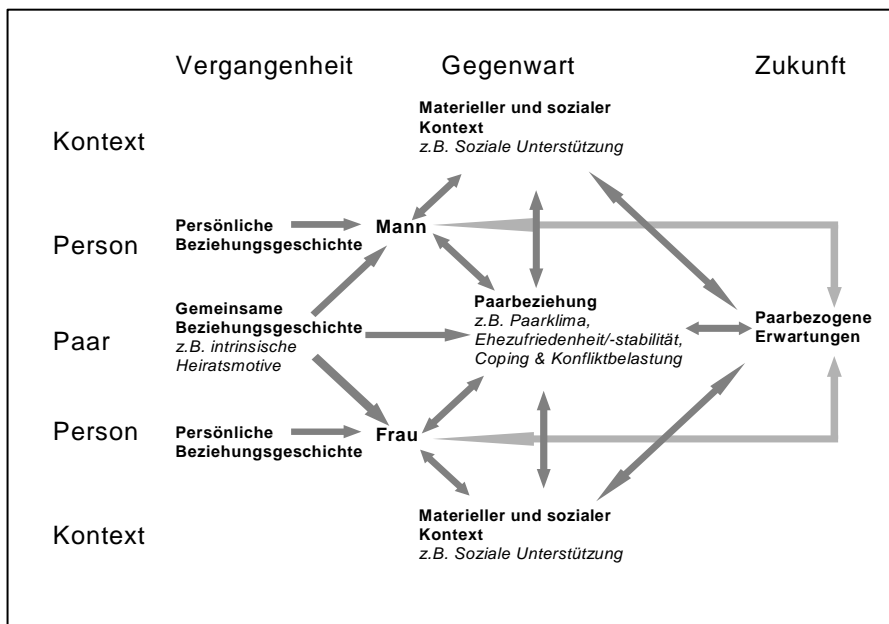 Vergangenheit
Gegenwart
Zukunft
Kontext
Materieller und sozialer
Kontext
z.B. Soziale Unterstützung
Person
Persönliche
Beziehungsgeschichte
Mann
Paar
Gemeinsame
Beziehungsgeschichte
z.B. intrinsische
Heiratsmotive
Paarbeziehung
z.B. Paarklima,
Ehezufriedenheit/-stabilität,
Coping & Konfliktbelastung
Paarbezogene
Erwartungen
Person
Persönliche
Beziehungsgeschichte
Frau
Kontext
Materieller und sozialer
Kontext
z.B. Soziale Unterstützung